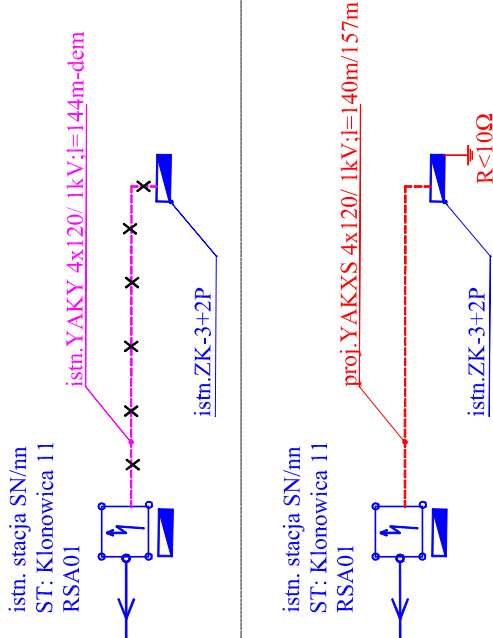 istn.YAKY 4x120/ 1kV;l=144m-dem
istn.ZK-3+2P
istn. stacja SN/nn
ST: Klonowica 11
RSA01
proj.YAKXS 4x120/ 1kV;l=140m/157m
R<10Ω
istn.ZK-3+2P
istn. stacja SN/nn
ST: Klonowica 11
RSA01